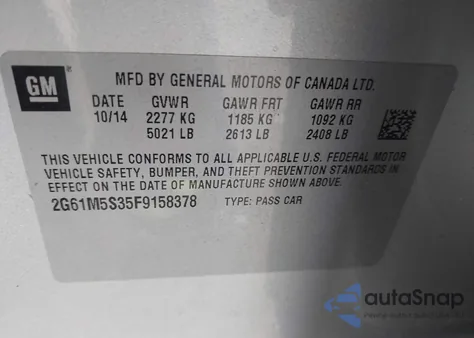 GM
MFD BY GENERAL MOTORS OF CANADA LTD.
DATE GVWR GAWR FRT GAWR RR
10/14 2277 KG 1185 KG 1092 KG
5021 LB 2613 LB 2408 LB
THIS VEHICLE CONFORMS TO ALL APPLICABLE U.S. FEDERAL MOTOR
VEHICLE SAFETY, BUMPER, AND THEFT PREVENTION STANDARDS IN
EFFECT ON THE DATE OF MANUFACTURE SHOWN ABOVE.
2G61M5S35F9158378 TYPE: PASS CAR
autoSnap